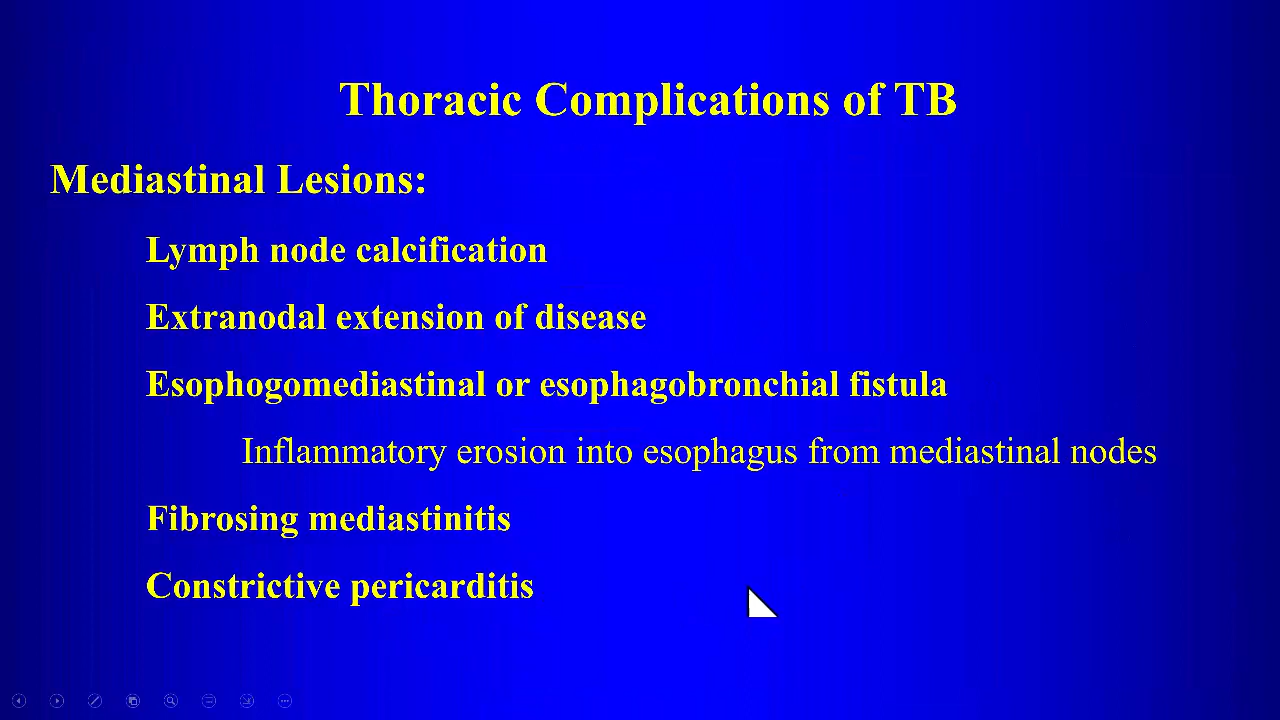 Thoracic Complications of TB
Mediastinal Lesions:
Lymph node calcification
Extranodal extension of disease
Esophogomediastinal or esophagobronchial fistula
Inflammatory erosion into esophagus from mediastinal nodes
Fibrosing mediastinitis
Constrictive pericarditis